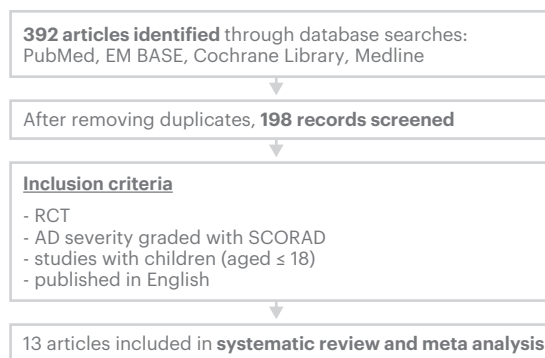 392 articles identified through database searches:
PubMed, EM BASE, Cochrane Library, Medline
After removing duplicates, 198 records screened
Inclusion criteria
- RCT
- AD severity graded with SCORAD
- studies with children (aged ≤ 18)
- published in English
13 articles included in systematic review and meta analysis